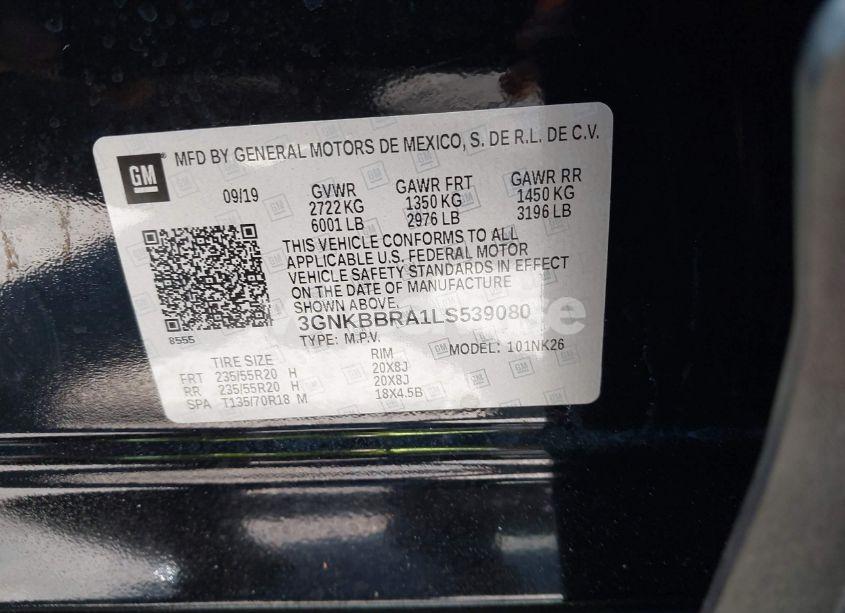 GM
MFD BY GENERAL MOTORS DE MEXICO, S. DE R.L. DE C.V.
09/19 GVWR GAWR FRT GAWR RR
2722 KG 1350 KG 1450 KG
6001 LB 2976 LB 3196 LB
THIS VEHICLE CONFORMS TO ALL
APPLICABLE U.S. FEDERAL MOTOR
VEHICLE SAFETY STANDARDS IN EFFECT
ON THE DATE OF MANUFACTURE
SHOWN ABOVE.
8555
3GNKBBRA1LS539080
TYPE: M.P.V. MODEL: 101NK26
TIRE SIZE RIM
FRT 235/55R20 H 20X8J
RR 235/55R20 H 20X8J
SPA T135/70R18 M 18X4.5B